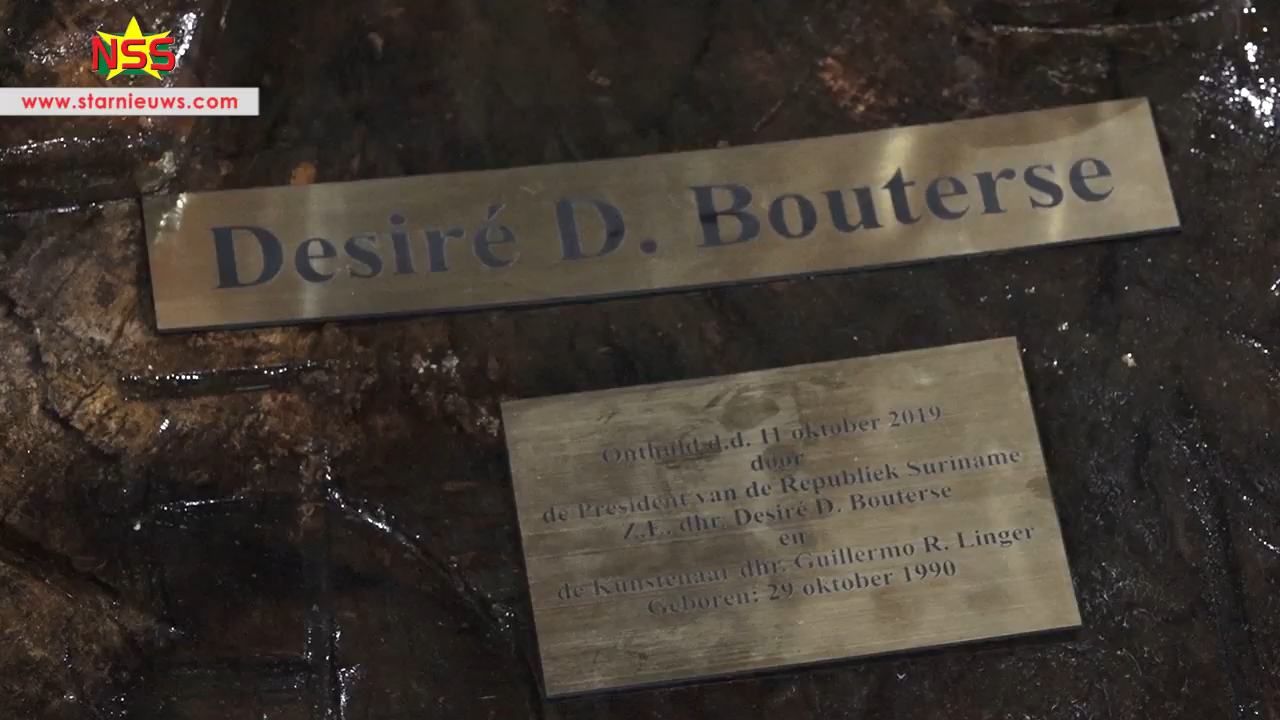 NSS
www.starnieuws.com
Desiré D. Bouterse
Onthuld d.d. 11 oktober 2019
door
de President van de Republiek Suriname
Z.E. dhr. Desiré D. Bouterse
en
de Kunstenaar dhr. Guillermo R. Linger
Geboren: 29 oktober 1990